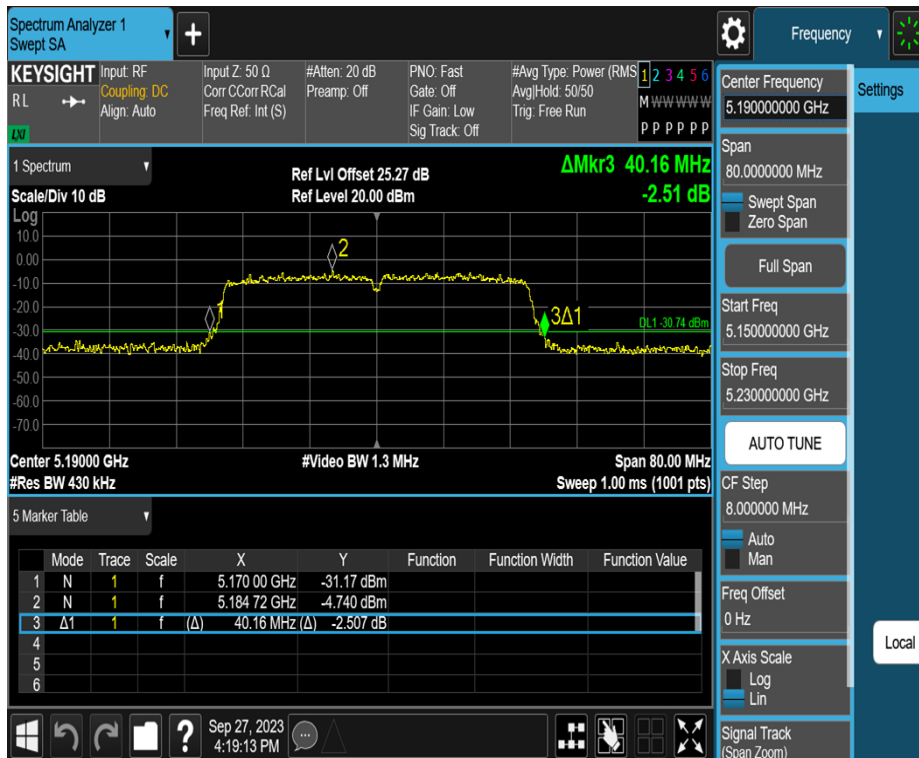 Spectrum Analyzer 1
Swept SA
Frequency
KEYSIGHT
RL
LXI
Input: RF
Coupling: DC
Align: Auto
Input Z: 50 Ω
Corr CCorr RCal
Freq Ref: Int (S)
#Atten: 20 dB
Preamp: Off
PNO: Fast
Gate: Off
IF Gain: Low
Sig Track: Off
#Avg Type: Power (RMS
Avg|Hold: 50/50
Trig: Free Run
1 2 3 4 5 6
M W W W W W
P P P P P P
Center Frequency
5.190000000 GHz
Settings
Span
80.0000000 MHz
Swept Span
Zero Span
Full Span
Start Freq
5.150000000 GHz
Stop Freq
5.230000000 GHz
AUTO TUNE
CF Step
8.000000 MHz
Auto
Man
Freq Offset
0 Hz
X Axis Scale
Log
Lin
Signal Track
(Span Zoom)
Local
1 Spectrum
Scale/Div 10 dB
Ref Lvl Offset 25.27 dB
Ref Level 20.00 dBm
ΔMkr3 40.16 MHz
-2.51 dB
Log
10.0
0.00
-10.0
-20.0
-30.0
-40.0
-50.0
-60.0
-70.0
2
1
3Δ1
DL1 -30.74 dBm
Center 5.19000 GHz
#Video BW 1.3 MHz
Span 80.00 MHz
#Res BW 430 kHz
Sweep 1.00 ms (1001 pts)
5 Marker Table
Mode Trace Scale X Y Function Function Width Function Value
1 N 1 f 5.170 00 GHz -31.17 dBm
2 N 1 f 5.184 72 GHz -4.740 dBm
3 Δ1 1 f (Δ) 40.16 MHz (Δ) -2.507 dB
4
5
6
?
Sep 27, 2023
4:19:13 PM